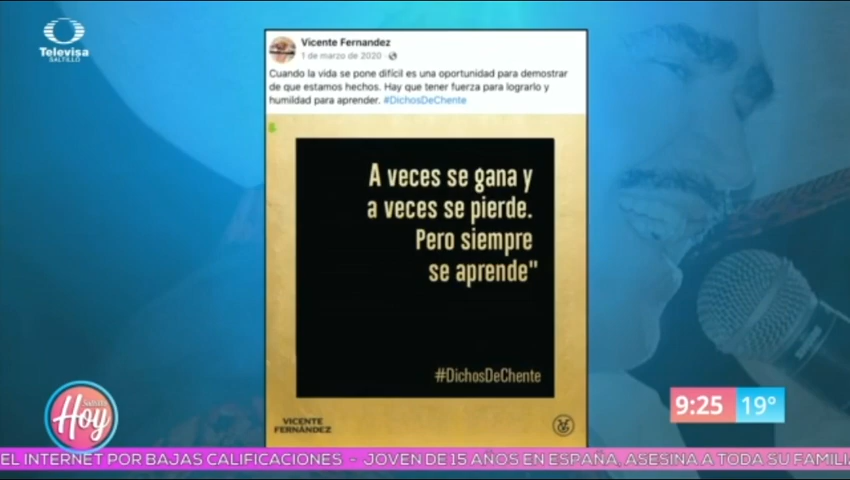 Televisa
SALTILLO
Vicente Fernandez
1 de marzo de 2020 ·
Cuando la vida se pone difícil es una oportunidad para demostrar
de que estamos hechos. Hay que tener fuerza para lograrlo y
humildad para aprender. #DichosDeChente
A veces se gana y
a veces se pierde.
Pero siempre
se aprende"
#DichosDeChente
VICENTE
FERNÁNDEZ
Hoy
9:25 19°
EL INTERNET POR BAJAS CALIFICACIONES - JOVEN DE 15 AÑOS EN ESPAÑA, ASESINA A TODA SU FAMILIA